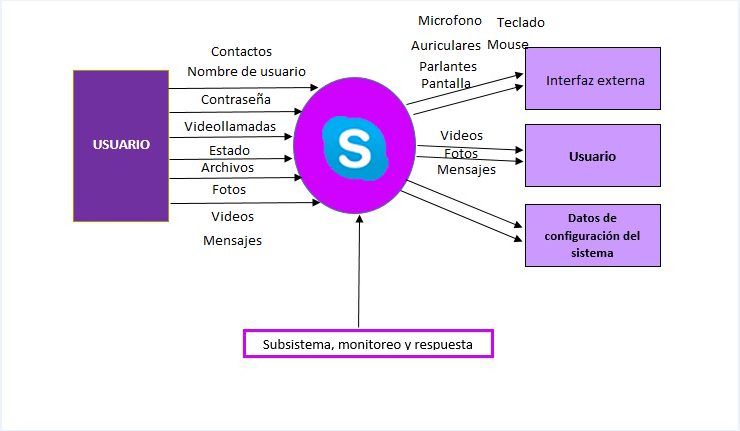 Microfono Teclado
Auriculares Mouse
Parlantes
Pantalla
Contactos
Nombre de usuario
Contraseña
Videollamadas
Estado
Archivos
Fotos
Videos
Mensajes
USUARIO
S
Interfaz externa
Videos
Fotos
Mensajes
Usuario
Datos de
configuración del
sistema
Subsistema, monitoreo y respuesta